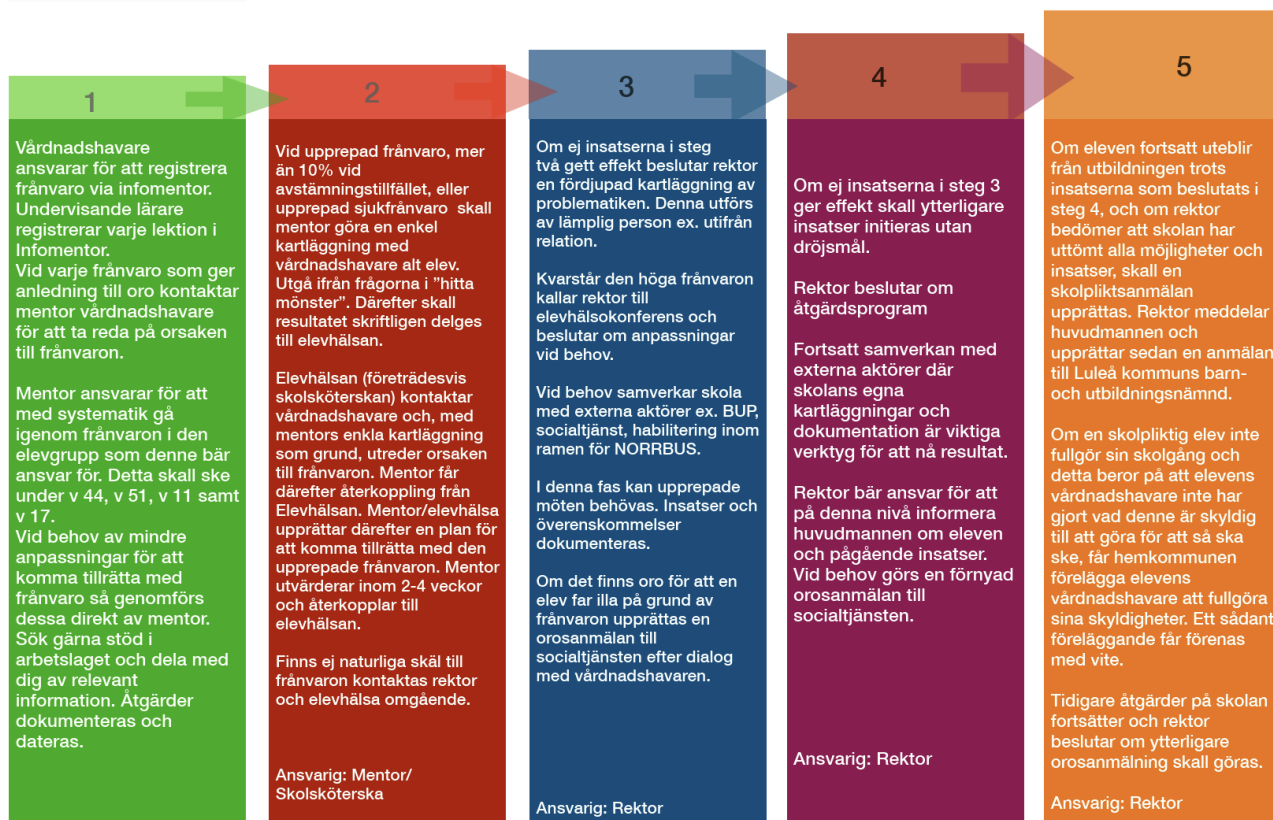 1
Vårdnadshavare
ansvarar för att registrera
frånvaro via infomentor.
Undervisande lärare
registrerar varje lektion i
Infomentor.
Vid varje frånvaro som ger
anledning till oro kontaktar
mentor vårdnadshavare
för att ta reda på orsaken
till frånvaron.
Mentor ansvarar för att
med systematik gå
igenom frånvaron i den
elevgrupp som denne bär
ansvar för. Detta skall ske
under v 44, v 51, v 11 samt
v 17.
Vid behov av mindre
anpassningar för att
komma tillrätta med
frånvaro så genomförs
dessa direkt av mentor.
Sök gärna stöd i
arbetslaget och dela med
dig av relevant
information. Åtgärder
dokumenteras och
dateras.
2
Vid upprepad frånvaro, mer
än 10% vid
avstämningstillfället, eller
upprepad sjukfrånvaro skall
mentor göra en enkel
kartläggning med
vårdnadshavare alt elev.
Utgå ifrån frågorna i ”hitta
mönster”. Därefter skall
resultatet skriftligen delges
till elevhälsan.
Elevhälsan (företrädesvis
skolsköterskan) kontaktar
vårdnadshavare och, med
mentors enkla kartläggning
som grund, utreder orsaken
till frånvaron. Mentor får
därefter återkoppling från
Elevhälsan. Mentor/elevhälsa
upprättar därefter en plan för
att komma tillrätta med den
upprepade frånvaron. Mentor
utvärderar inom 2-4 veckor
och återkopplar till
elevhälsan.
Finns ej naturliga skäl till
frånvaron kontaktas rektor
och elevhälsa omgående.
Ansvarig: Mentor/
Skolsköterska
3
Om ej insatserna i steg
två gett effekt beslutar rektor
en fördjupad kartläggning av
problematiken. Denna utförs
av lämplig person ex. utifrån
relation.
Kvarstår den höga frånvaron
kallar rektor till
elevhälsokonferens och
beslutar om anpassningar
vid behov.
Vid behov samverkar skola
med externa aktörer ex. BUP,
socialtjänst, habilitering inom
ramen för NORRBUS.
I denna fas kan upprepade
möten behövas. Insatser och
överenskommelser
dokumenteras.
Om det finns oro för att en
elev far illa på grund av
frånvaron upprättas en
orosanmälan till
socialtjänsten efter dialog
med vårdnadshavaren.
Ansvarig: Rektor
4
Om ej insatserna i steg 3
ger effekt skall ytterligare
insatser initieras utan
dröjsmål.
Rektor beslutar om
åtgärdsprogram
Fortsatt samverkan med
externa aktörer där
skolans egna
kartläggningar och
dokumentation är viktiga
verktyg för att nå resultat.
Rektor bär ansvar för att
på denna nivå informera
huvudmannen om eleven
och pågående insatser.
Vid behov görs en förnyad
orosanmälan till
socialtjänsten.
Ansvarig: Rektor
5
Om eleven fortsatt uteblir
från utbildningen trots
insatserna som beslutats i
steg 4, och om rektor
bedömer att skolan har
uttömt alla möjligheter och
insatser, skall en
skolpliktsanmälan
upprättas. Rektor meddelar
huvudmannen och
upprättar sedan en anmälan
till Luleå kommuns barn-
och utbildningsnämnd.
Om en skolpliktig elev inte
fullgör sin skolgång och
detta beror på att elevens
vårdnadshavare inte har
gjort vad denne är skyldig
till att göra för att så ska
ske, får hemkommunen
förelägga elevens
vårdnadshavare att fullgöra
sina skyldigheter. Ett sådant
föreläggande får förenas
med vite.
Tidigare åtgärder på skolan
fortsätter och rektor
beslutar om ytterligare
orosanmälning skall göras.
Ansvarig: Rektor